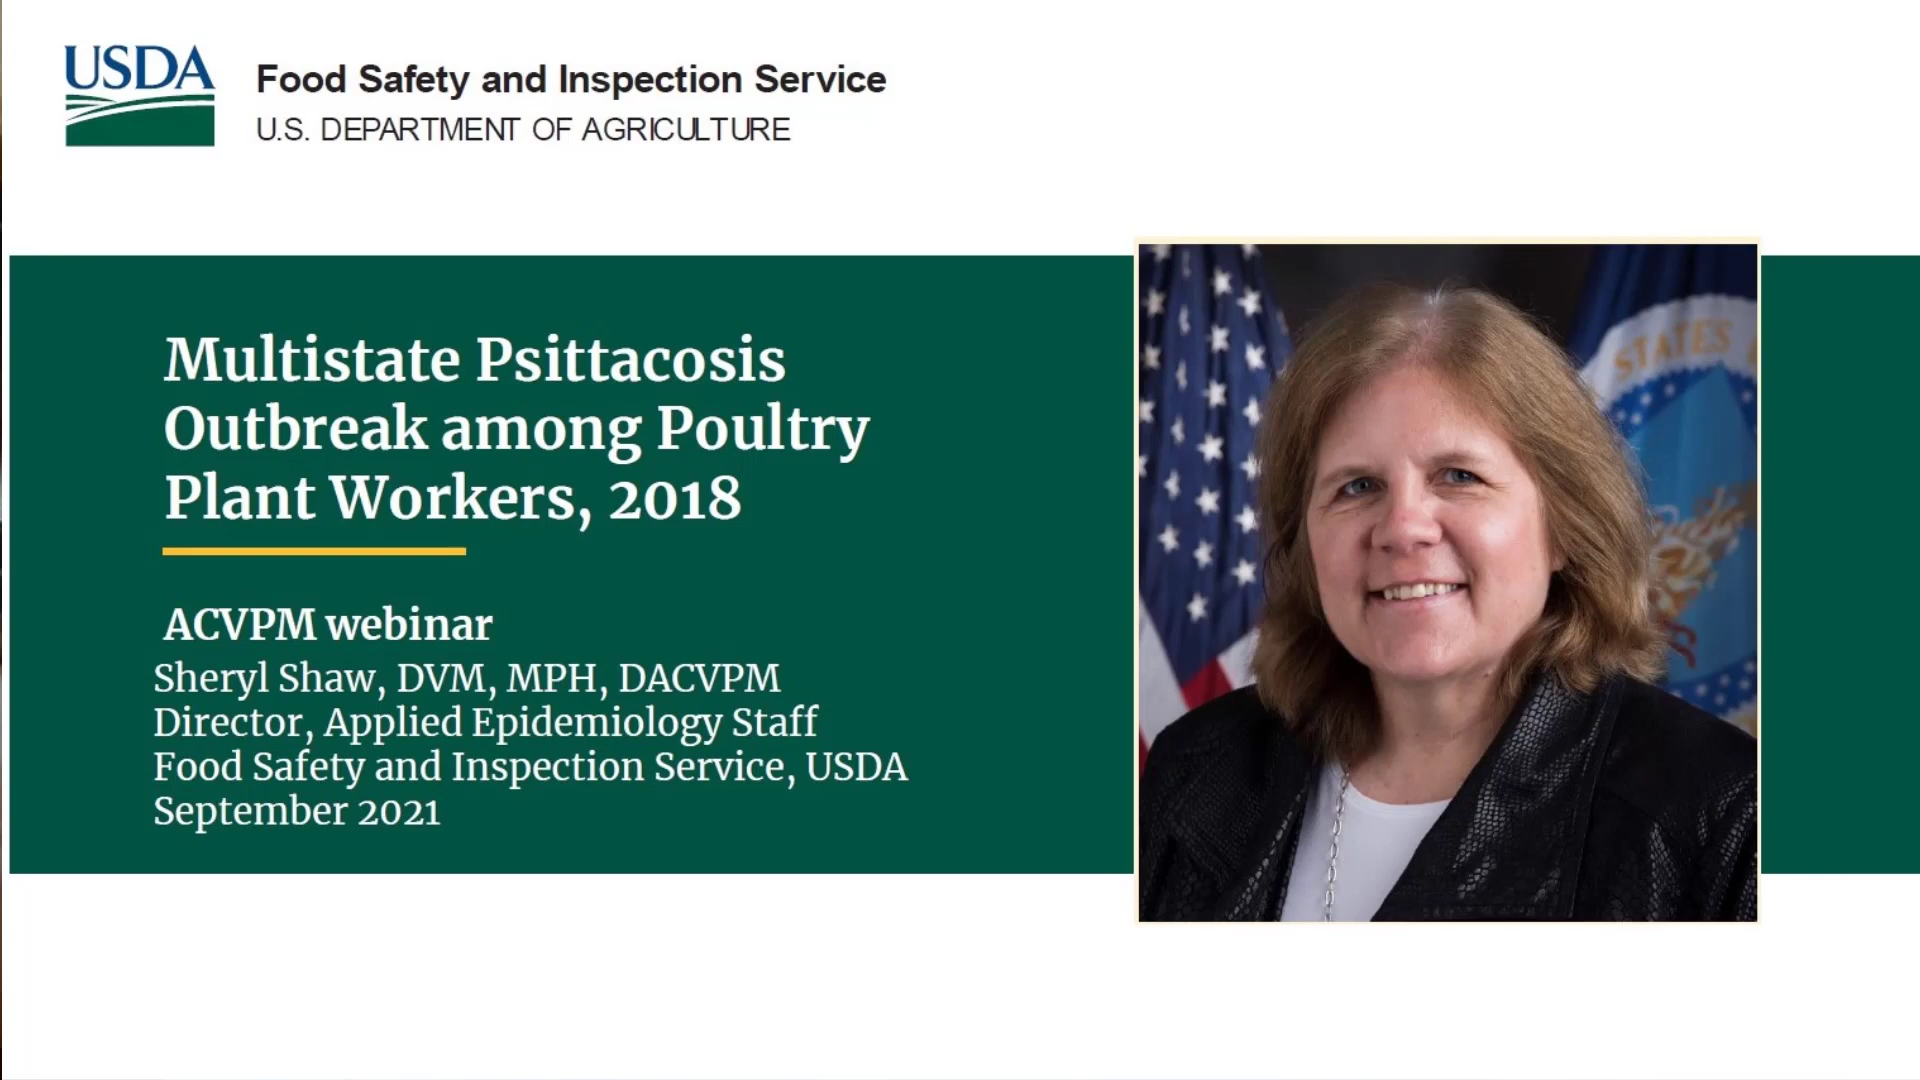 USDA
Food Safety and Inspection Service
U.S. DEPARTMENT OF AGRICULTURE
Multistate Psittacosis
Outbreak among Poultry
Plant Workers, 2018
ACVPM webinar
Sheryl Shaw, DVM, MPH, DACVPM
Director, Applied Epidemiology Staff
Food Safety and Inspection Service, USDA
September 2021
STATES